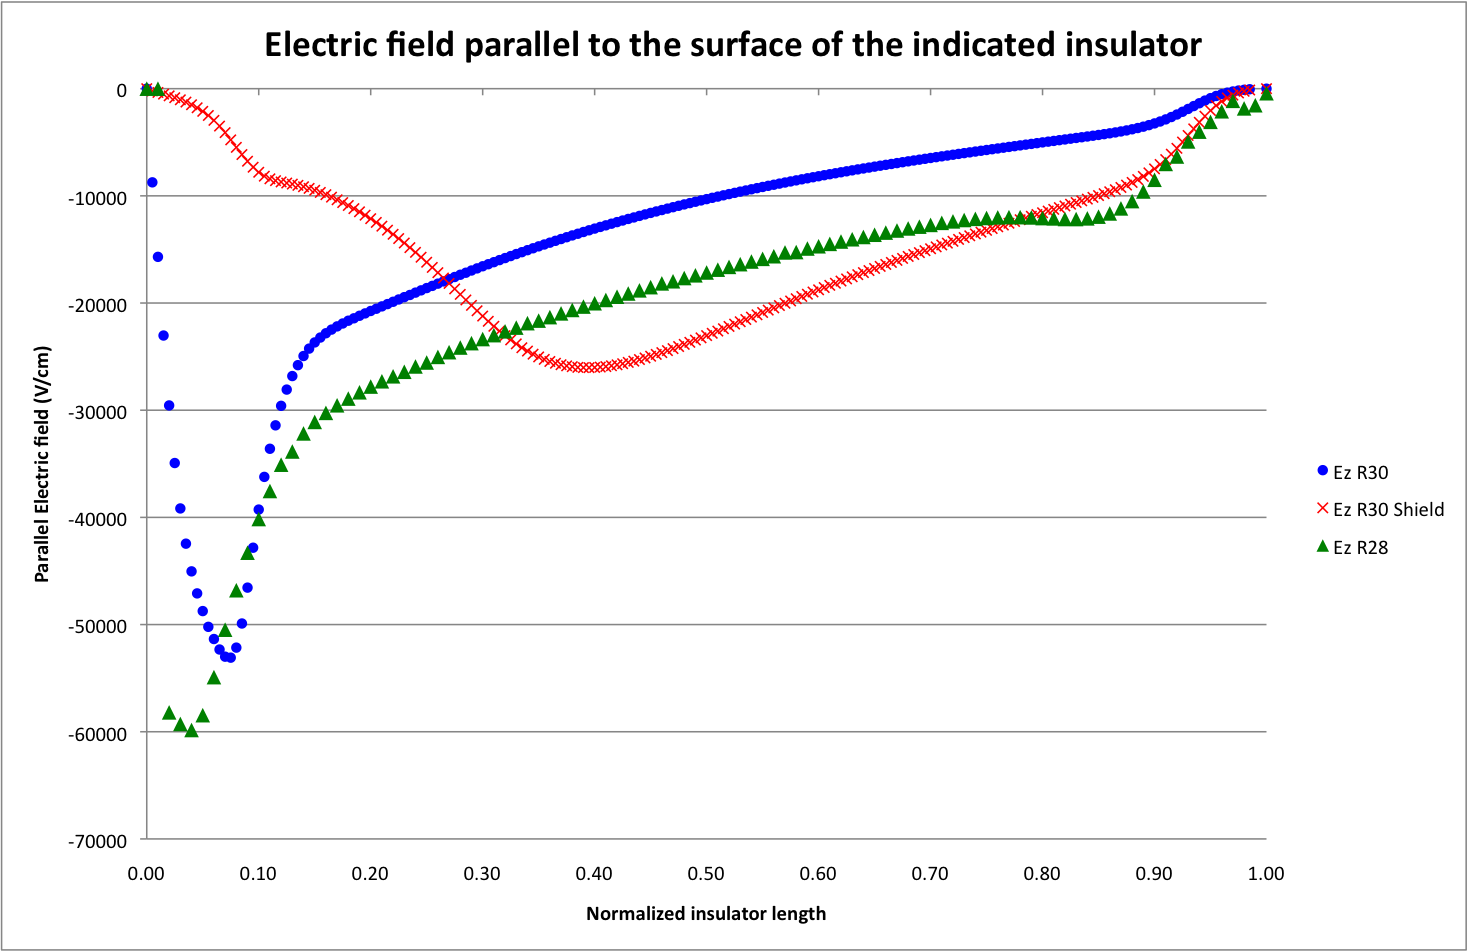 Electric field parallel to the surface of the indicated insulator
0
-10000
-20000
-30000
-40000
-50000
-60000
-70000
Parallel Electric field (V/cm)
0.00 0.10 0.20 0.30 0.40 0.50 0.60 0.70 0.80 0.90 1.00
Normalized insulator length
Ez R30
Ez R30 Shield
Ez R28